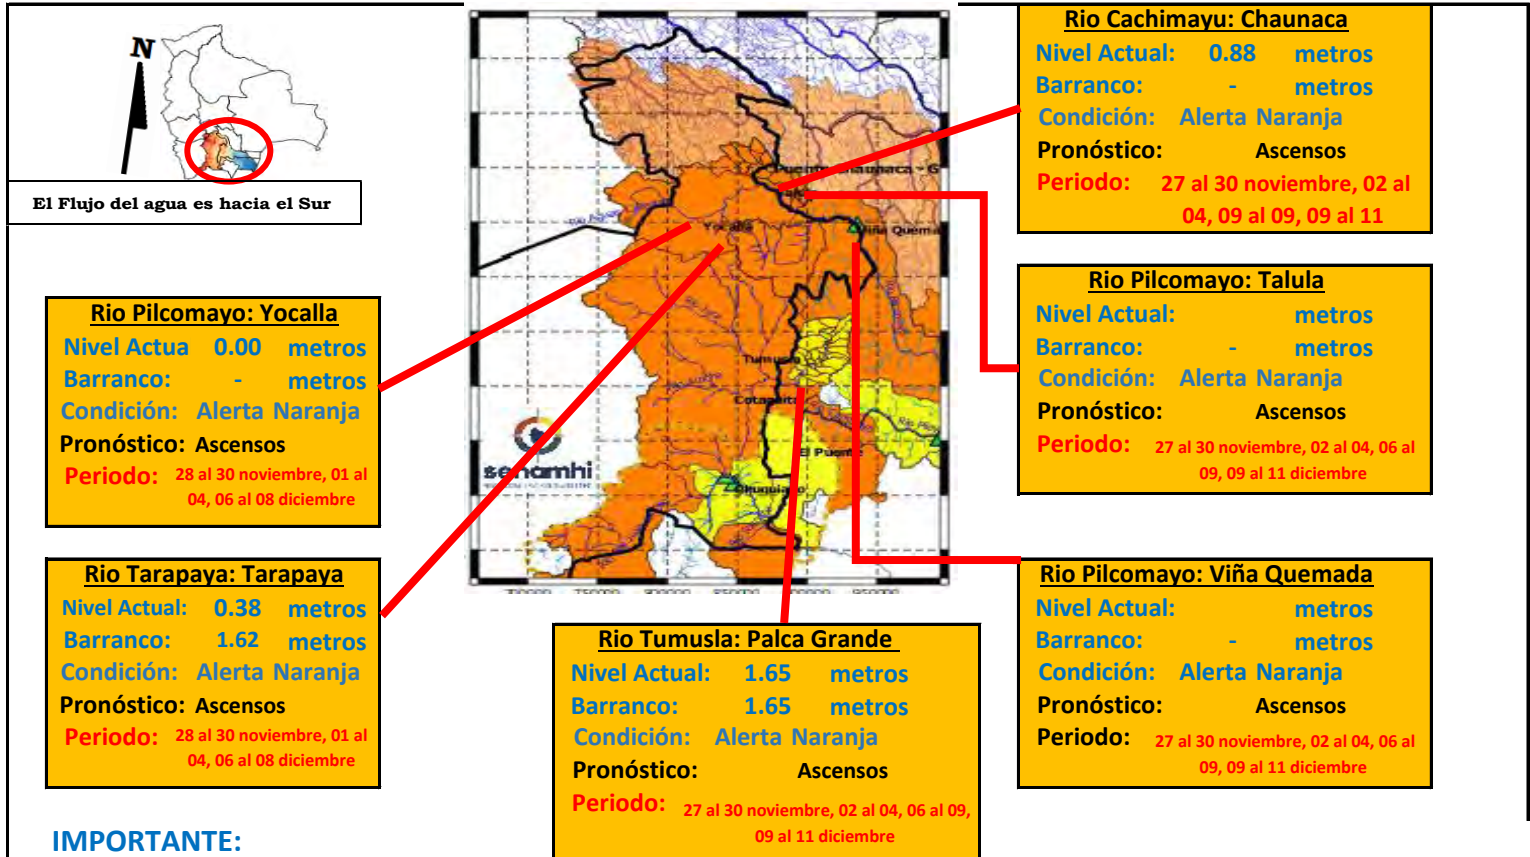 N
El Flujo del agua es hacia el Sur
Rio Cachimayu: Chaunaca
Nivel Actual: 0.88 metros
Barranco: - metros
Condición: Alerta Naranja
Pronóstico: Ascensos
Periodo: 27 al 30 noviembre, 02 al
04, 09 al 09, 09 al 11
Rio Pilcomayo: Talula
Nivel Actual: metros
Barranco: - metros
Condición: Alerta Naranja
Pronóstico: Ascensos
Periodo: 27 al 30 noviembre, 02 al 04, 06 al
09, 09 al 11 diciembre
Rio Pilcomayo: Yocalla
Nivel Actua 0.00 metros
Barranco: - metros
Condición: Alerta Naranja
Pronóstico: Ascensos
Periodo: 28 al 30 noviembre, 01 al
04, 06 al 08 diciembre
Rio Tarapaya: Tarapaya
Nivel Actual: 0.38 metros
Barranco: 1.62 metros
Condición: Alerta Naranja
Pronóstico: Ascensos
Periodo: 28 al 30 noviembre, 01 al
04, 06 al 08 diciembre
Rio Tumusla: Palca Grande
Nivel Actual: 1.65 metros
Barranco: 1.65 metros
Condición: Alerta Naranja
Pronóstico: Ascensos
Periodo: 27 al 30 noviembre, 02 al 04, 06 al 09,
09 al 11 diciembre
Rio Pilcomayo: Viña Quemada
Nivel Actual: metros
Barranco: - metros
Condición: Alerta Naranja
Pronóstico: Ascensos
Periodo: 27 al 30 noviembre, 02 al 04, 06 al
09, 09 al 11 diciembre
Viña Quema
Tumusla
Cotagaita
El Puente
senamhi
IMPORTANTE: